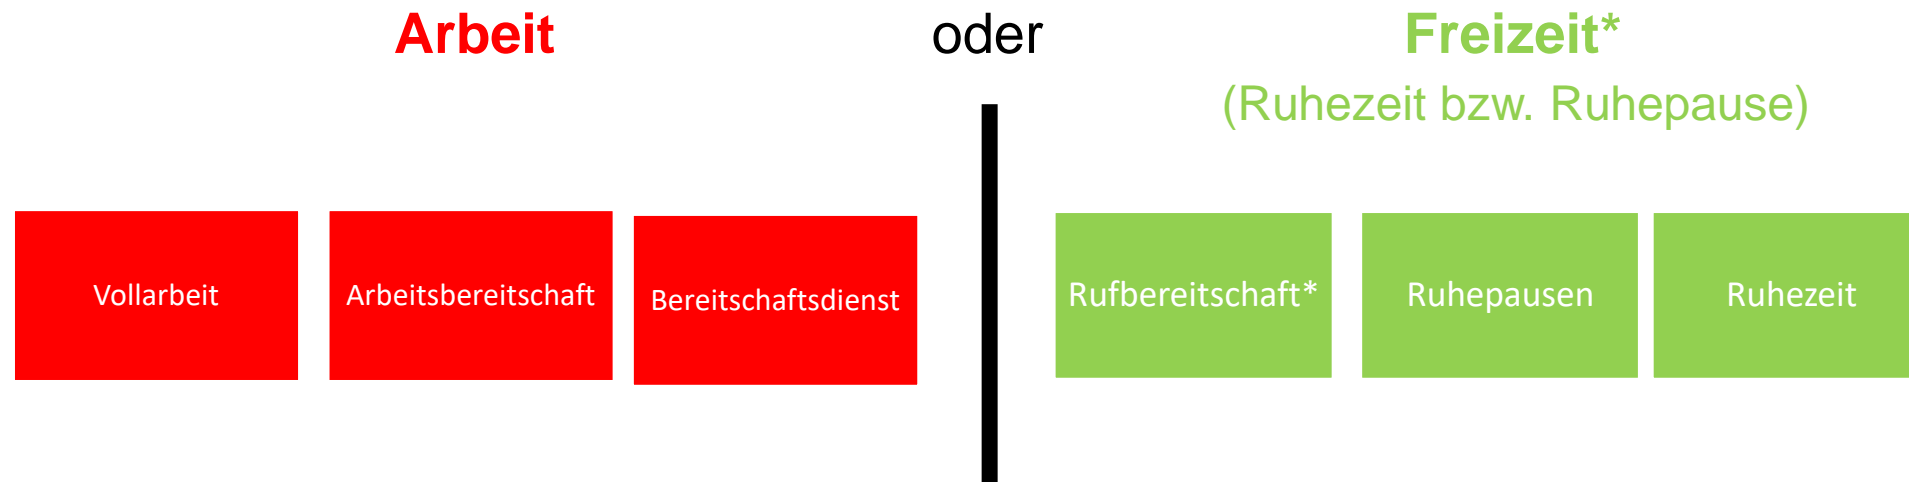 Arbeit
oder
Freizeit*
(Ruhezeit bzw. Ruhepause)
Vollarbeit
Arbeitsbereitschaft
Bereitschaftsdienst
Rufbereitschaft*
Ruhepausen
Ruhezeit